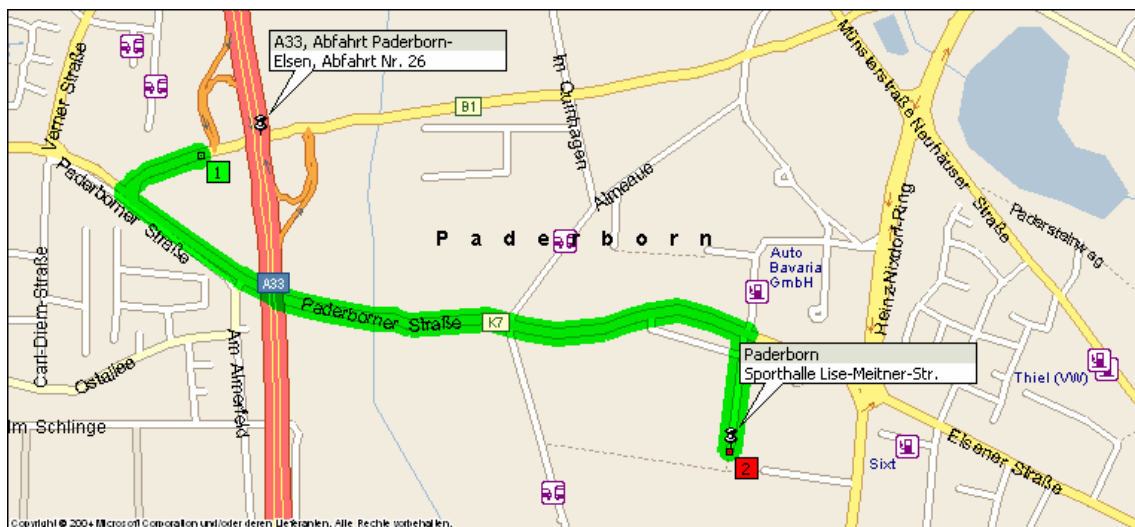 A33, Abfahrt Paderborn-
Elsen, Abfahrt Nr. 26
Verner Straße
B1
Im Quinhagen
Münsterstraße
Neuhäuser Straße
1
Paderborner Straße
Almeaue
Heinz-Nixdorf-Ring
Padersteinweg
Paderborn
Auto
Bavaria
GmbH
A33
Paderborner Straße
K7
Carl-Diem-Straße
Ostallee
Am Almerfeld
Paderborn
Sporthalle Lise-Meitner-Str.
Thiel (VW)
Im Schlinge
Elsener Straße
Sixt
2
Copyright © 2004 Microsoft Corporation und/oder deren Lieferanten. Alle Rechte vorbehalten.